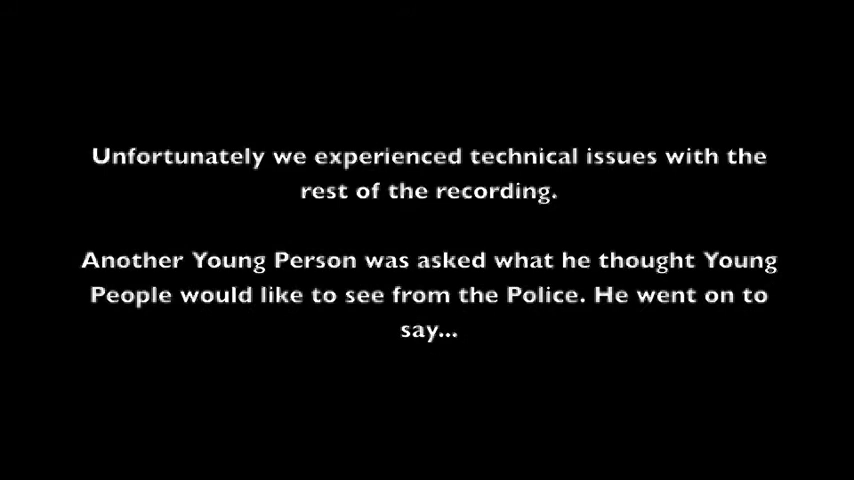 Unfortunately we experienced technical issues with the
rest of the recording.
Another Young Person was asked what he thought Young
People would like to see from the Police. He went on to
say...